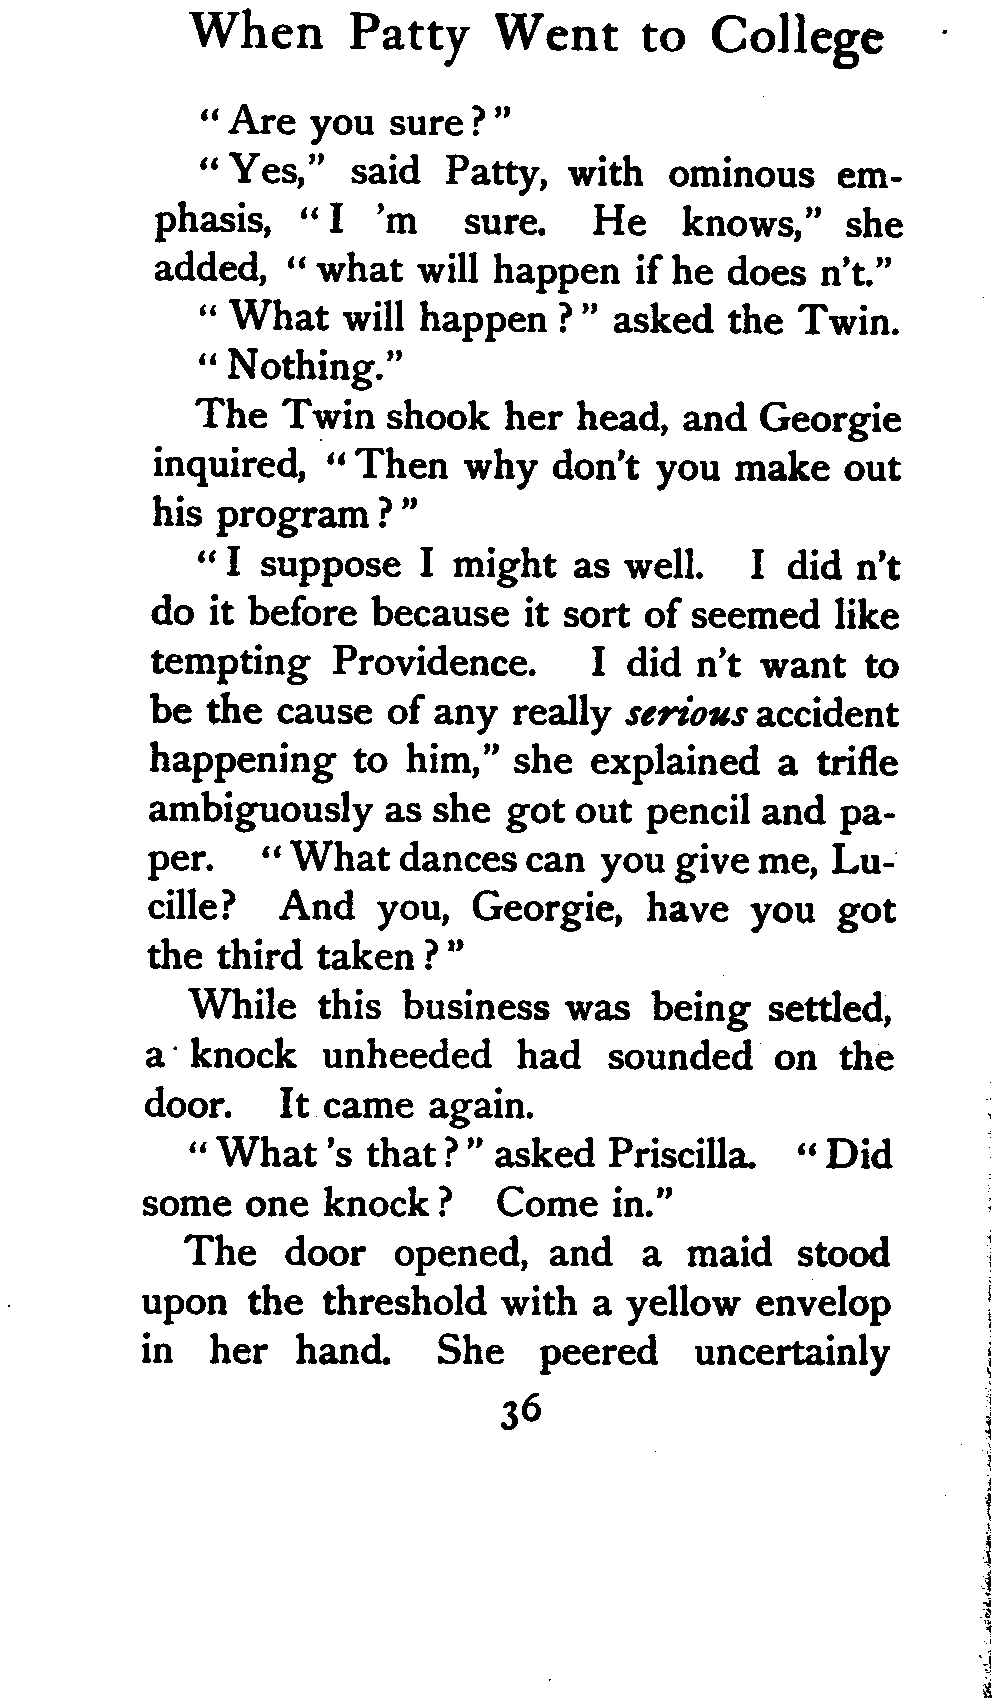 When Patty Went to College
"Are you sure?"
"Yes," said Patty, with ominous em-
phasis, "I 'm sure. He knows," she
added, "what will happen if he does n't."
"What will happen?" asked the Twin.
"Nothing."
The Twin shook her head, and Georgie
inquired, "Then why don't you make out
his program?"
"I suppose I might as well. I did n't
do it before because it sort of seemed like
tempting Providence. I did n't want to
be the cause of any really serious accident
happening to him," she explained a trifle
ambiguously as she got out pencil and pa-
per. "What dances can you give me, Lu-
cille? And you, Georgie, have you got
the third taken?"
While this business was being settled,
a knock unheeded had sounded on the
door. It came again.
"What 's that?" asked Priscilla. "Did
some one knock? Come in."
The door opened, and a maid stood
upon the threshold with a yellow envelop
in her hand. She peered uncertainly
36